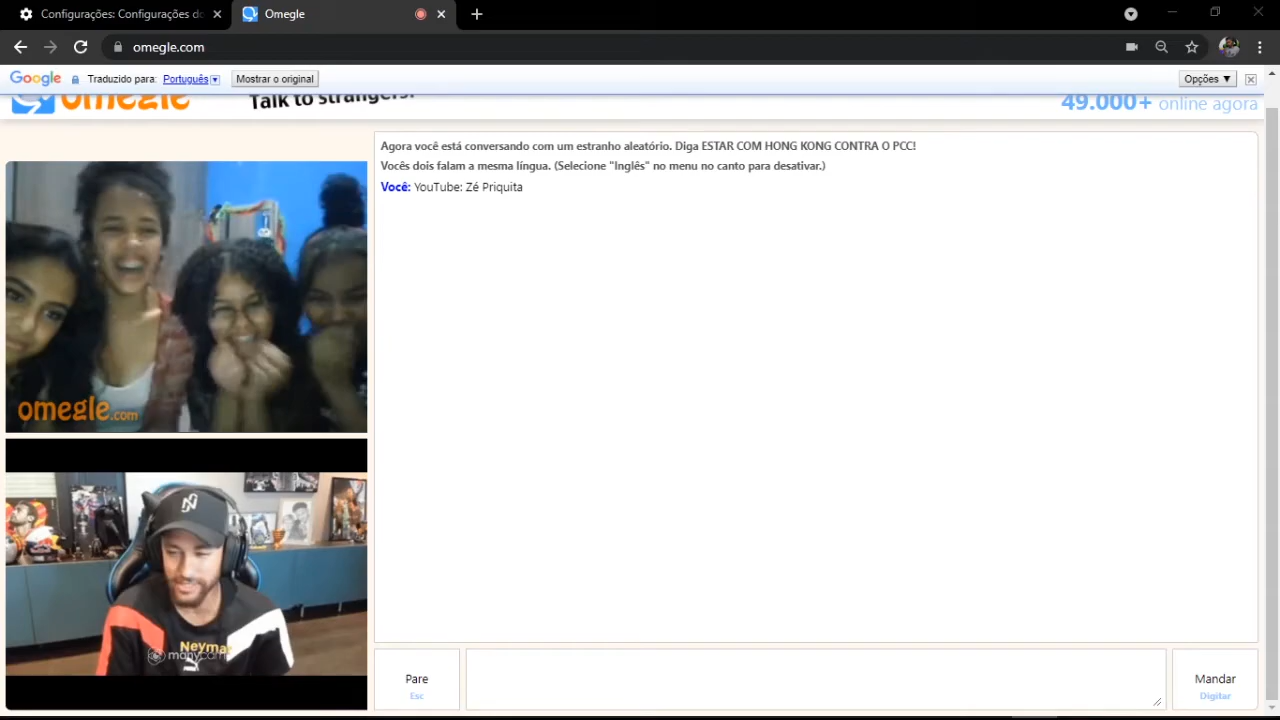 Configurações: Configurações do
Omegle
omegle.com
Google
Traduzido para: Português
Mostrar o original
Opções ▼
omegle
Talk to strangers!
49.000+ online agora
Agora você está conversando com um estranho aleatório. Diga ESTAR COM HONG KONG CONTRA O PCC!
Vocês dois falam a mesma língua. (Selecione "Inglês" no menu no canto para desativar.)
Você: YouTube: Zé Priquita
omegle.com
Neymar
manycam
Pare
Esc
Mandar
Digitar